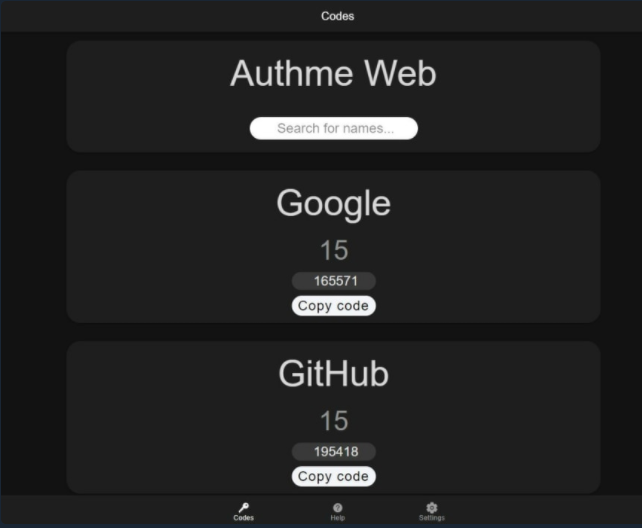 Codes
Authme Web
Search for names...
Google
15
165571
Copy code
GitHub
15
195418
Copy code
Codes Help Settings